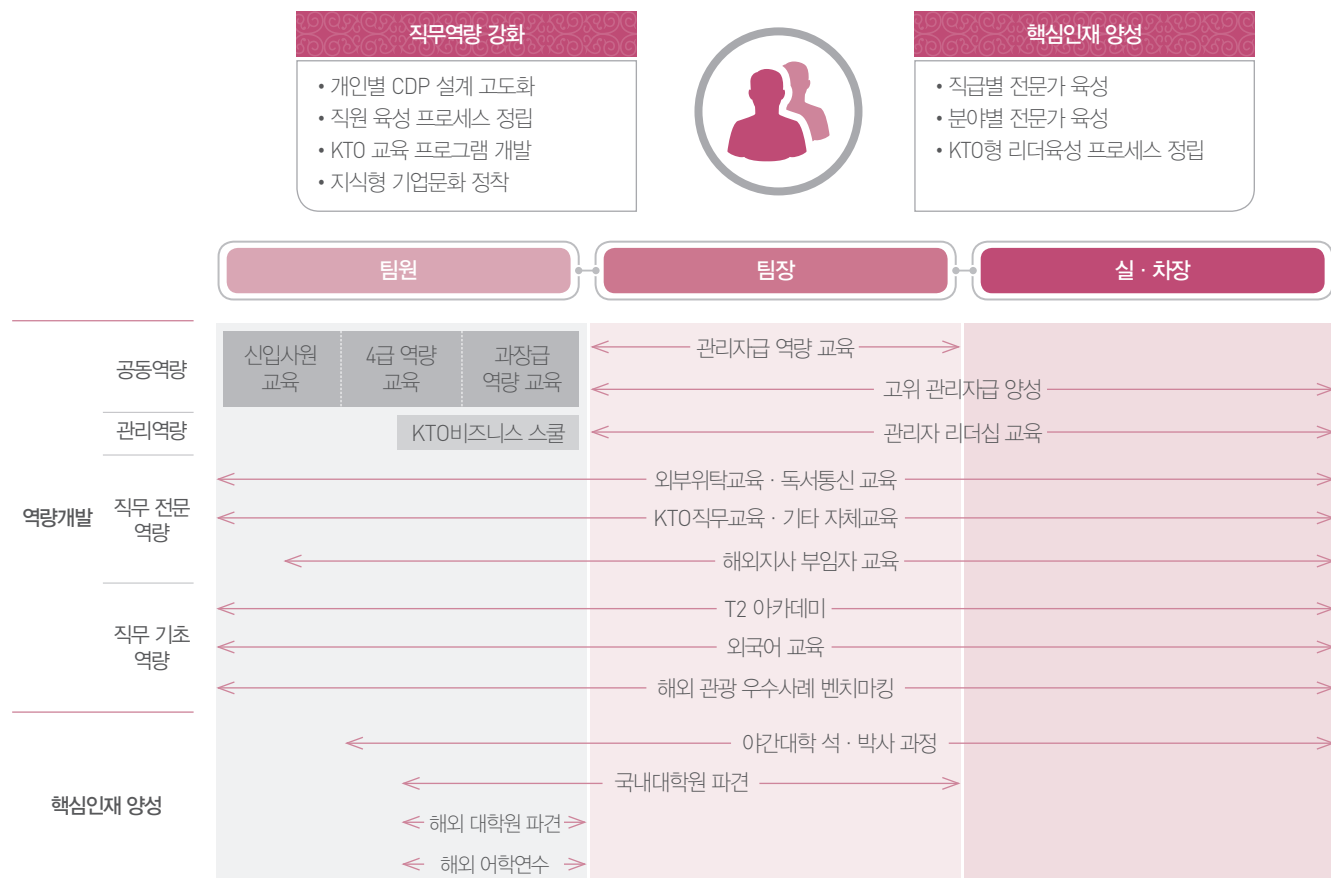 직무역량 강화
• 개인별 CDP 설계 고도화
• 직원 육성 프로세스 정립
• KTO 교육 프로그램 개발
• 지식형 기업문화 정착
핵심인재 양성
• 직급별 전문가 육성
• 분야별 전문가 육성
• KTO형 리더육성 프로세스 정립
팀원
팀장
실 · 차장
역량개발
공동역량
신입사원
교육
4급 역량
교육
과장급
역량 교육
관리자급 역량 교육
고위 관리자급 양성
관리역량
KTO비즈니스 스쿨
관리자 리더십 교육
직무 전문
역량
외부위탁교육 · 독서통신 교육
KTO직무교육 · 기타 자체교육
해외지사 부임자 교육
직무 기초
역량
T2 아카데미
외국어 교육
해외 관광 우수사례 벤치마킹
핵심인재 양성
야간대학 석 · 박사 과정
국내대학원 파견
해외 대학원 파견
해외 어학연수